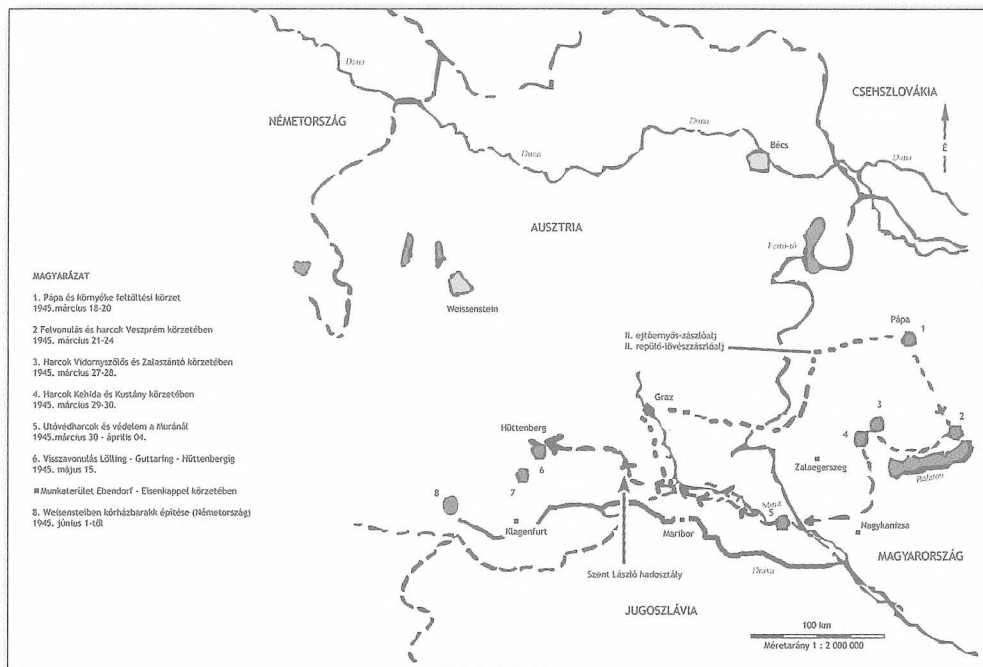 NÉMETORSZÁG
CSEHSZLOVÁKIA
AUSZTRIA
MAGYARORSZÁG
JUGOSZLÁVIA
Duna
Duna
Duna
Duna
É
Bécs
Fertő-tó
Weissenstein
MAGYARÁZAT
1. Pápa és környéke feltöltési körzet
1945.március 18-20
2 Felvonulás és harcok Veszprém körzetében
1945. március 21-24
3. Harcok Vidornyszőlős és Zalaszántó körzetében
1945. március 27-28.
4. Harcok Kehida és Kustány körzetében
1945. március 29-30.
5. Utóvédharcok és védelem a Muránál
1945.március 30 - április 04.
6. Visszavonulás Lölling - Guttaring - Hüttenbergig
1945. május 15.
Munkaterület Ebendorf - Eisenkappel körzetében
8. Weisensteiben kórházbarakk építése (Németország)
1945. június 1-től
II. ejtőernyős-zászlóalj
II. repülő-lövészzászlóalj
Pápa
1
2
3
4
Zalaegerszeg
Balaton
Graz
Hüttenberg
6
7
8
Klagenfurt
Maribor
Mura
5
Nagykanizsa
Dráva
Szent László hadosztály
100 km
Méretarány 1 : 2 000 000